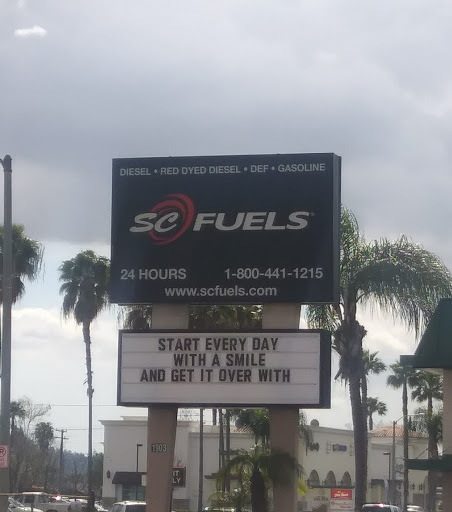 DIESEL • RED DYED DIESEL • DEF • GASOLINE
SC FUELS
24 HOURS 1-800-441-1215
www.scfuels.com
START EVERY DAY
WITH A SMILE
AND GET IT OVER WITH
1903